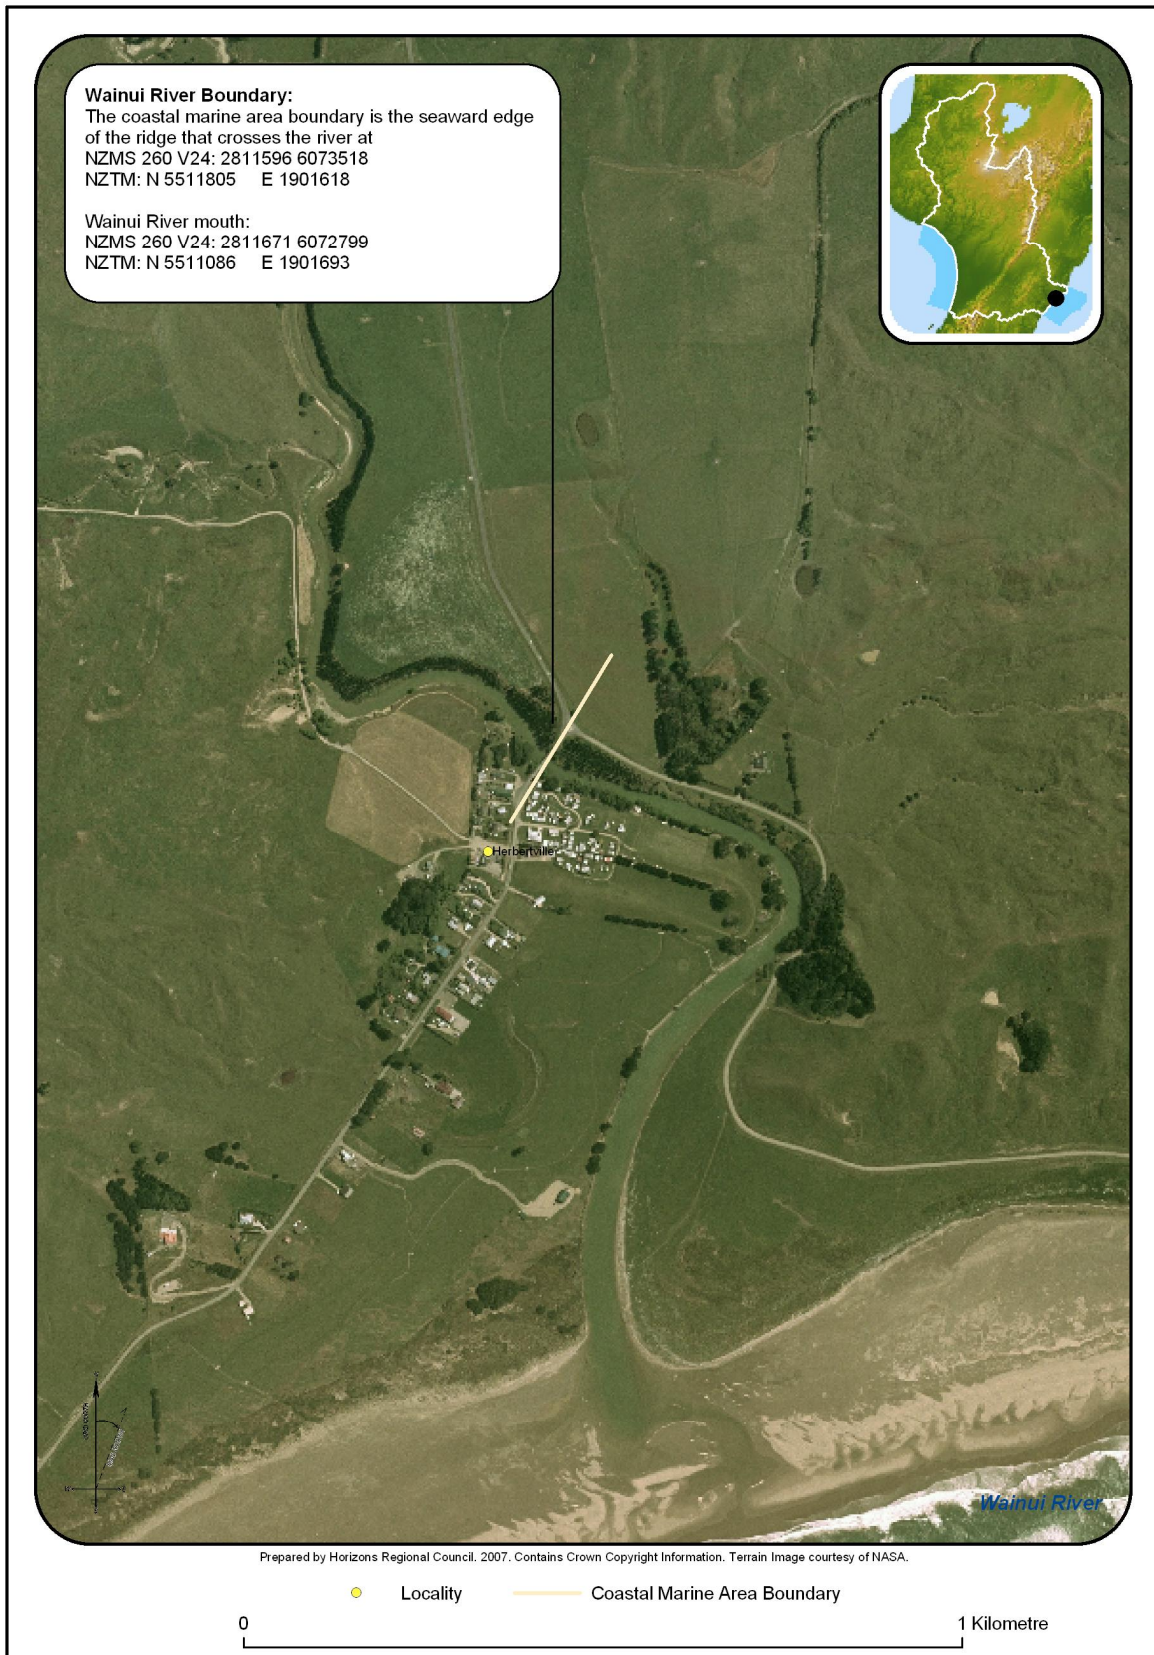 Wainui River Boundary:
The coastal marine area boundary is the seaward edge
of the ridge that crosses the river at
NZMS 260 V24: 2811596 6073518
NZTM: N 5511805 E 1901618
Wainui River mouth:
NZMS 260 V24: 2811671 6072799
NZTM: N 5511086 E 1901693
Herbertville
Wainui River
Prepared by Horizons Regional Council. 2007. Contains Crown Copyright Information. Terrain Image courtesy of NASA.
Locality
Coastal Marine Area Boundary
0
1 Kilometre